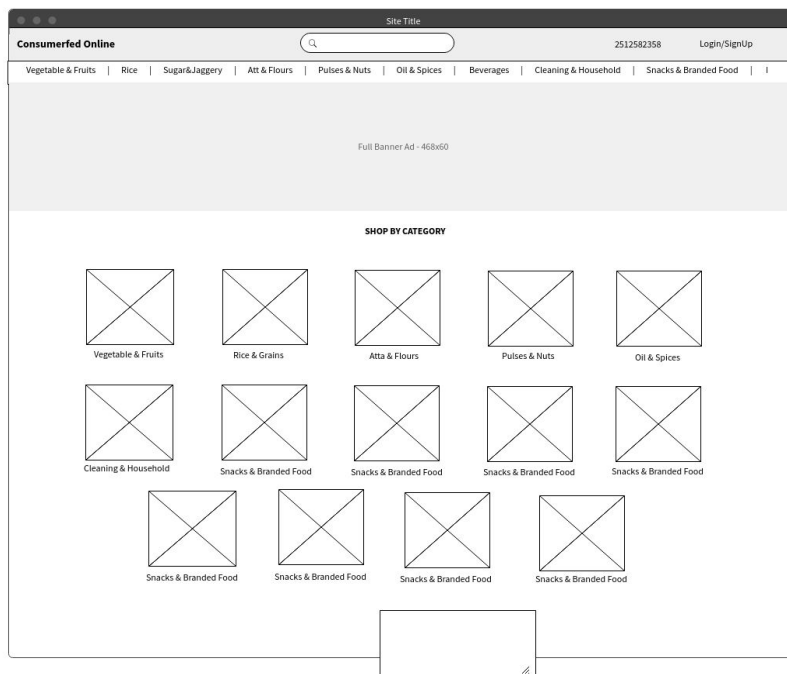 Site Title
Consumerfed Online 2512582358 Login/SignUp
Vegetable & Fruits | Rice | Sugar&Jaggery | Att & Flours | Pulses & Nuts | Oil & Spices | Beverages | Cleaning & Household | Snacks & Branded Food | I
Full Banner Ad - 468x60
SHOP BY CATEGORY
Vegetable & Fruits Rice & Grains Atta & Flours Pulses & Nuts Oil & Spices
Cleaning & Household Snacks & Branded Food Snacks & Branded Food Snacks & Branded Food Snacks & Branded Food
Snacks & Branded Food Snacks & Branded Food Snacks & Branded Food Snacks & Branded Food